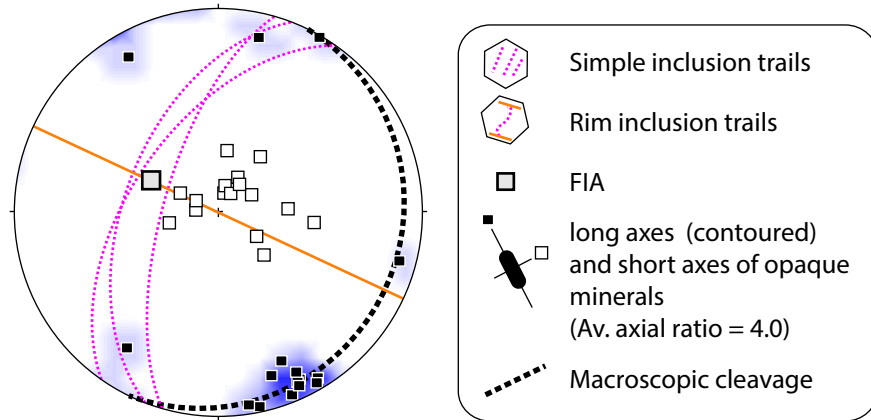 Simple inclusion trails
Rim inclusion trails
FIA
long axes (contoured)
and short axes of opaque
minerals
(Av. axial ratio = 4.0)
Macroscopic cleavage